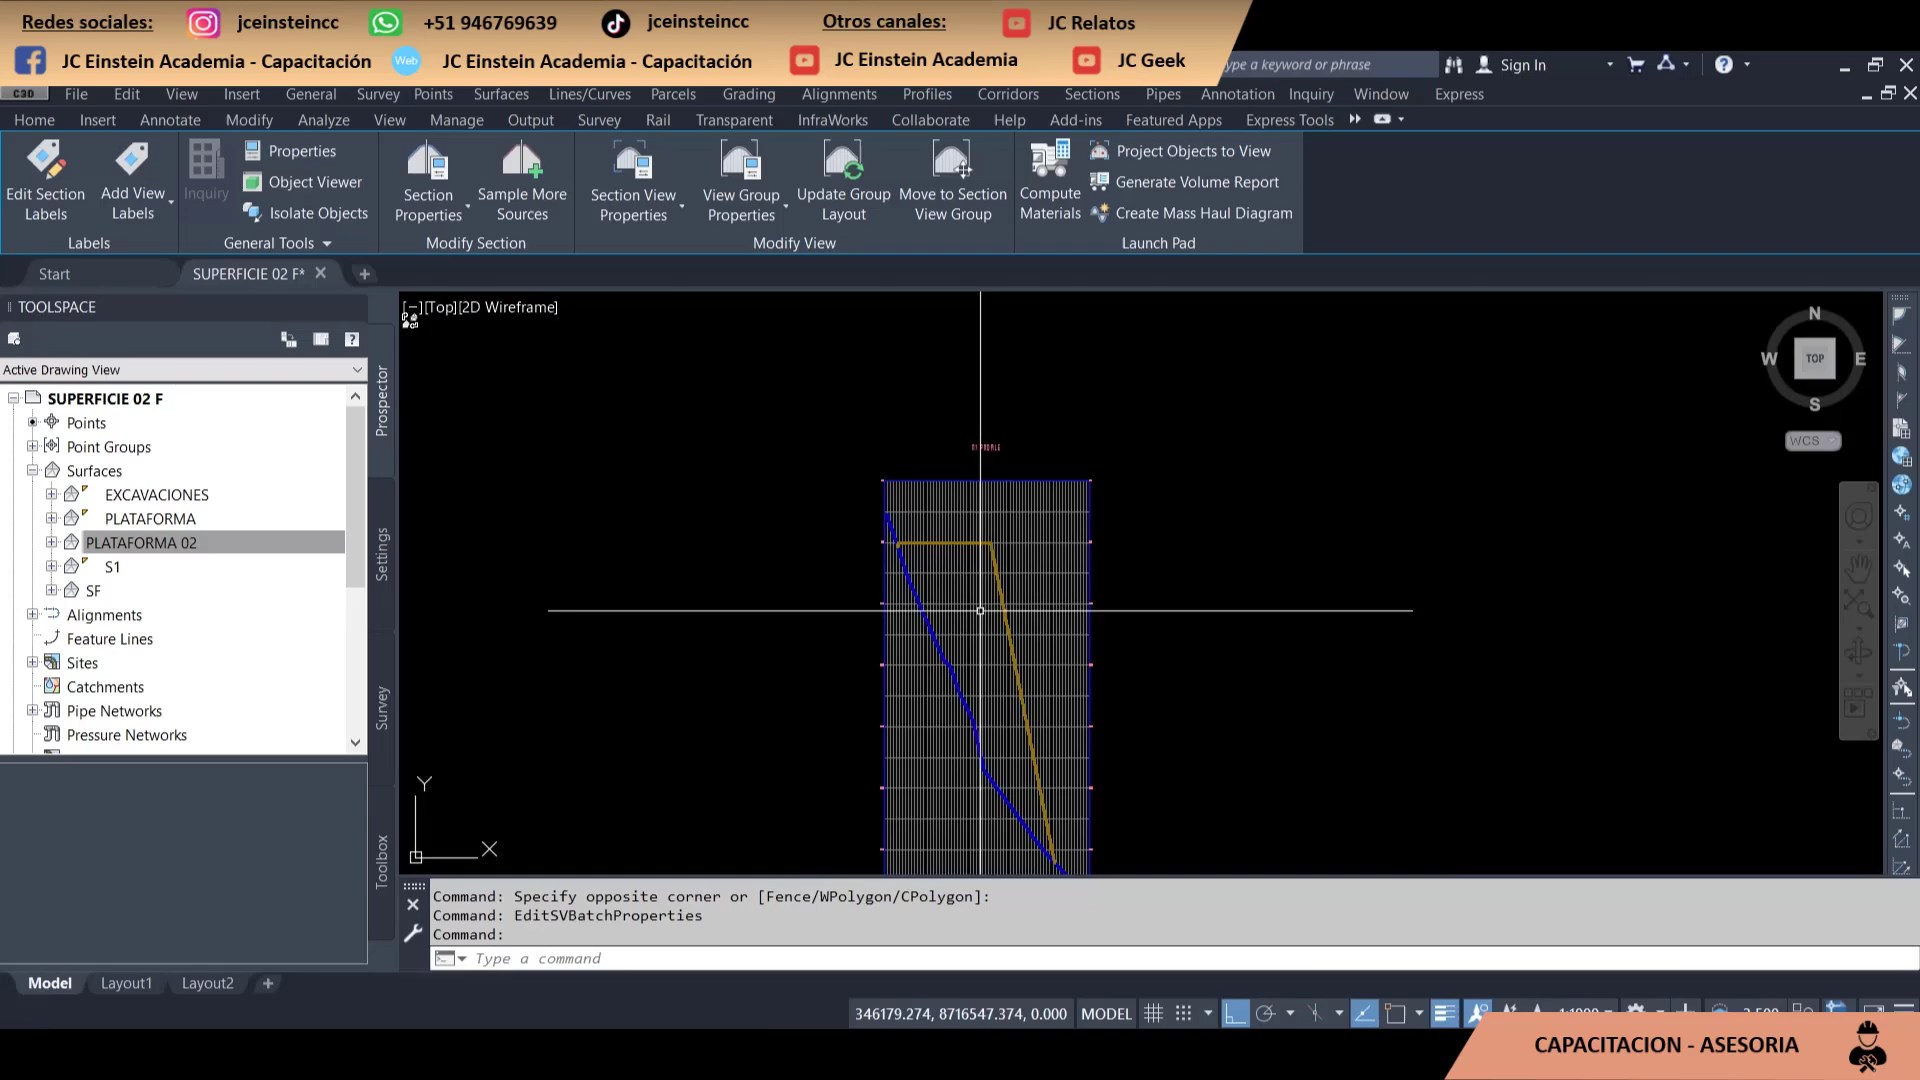 Redes sociales: jceinsteincc +51 946769639 jceinsteincc Otros canales: JC Relatos
JC Einstein Academia - Capacitación Web JC Einstein Academia - Capacitación JC Einstein Academia JC Geek
ype a keyword or phrase Sign In
C3D File Edit View Insert General Survey Points Surfaces Lines/Curves Parcels Grading Alignments Profiles Corridors Sections Pipes Annotation Inquiry Window Express
Home Insert Annotate Modify Analyze View Manage Output Survey Rail Transparent InfraWorks Collaborate Help Add-ins Featured Apps Express Tools
Edit Section Labels
Add View Labels
Labels
Inquiry
Properties
Object Viewer
Isolate Objects
General Tools
Section Properties
Sample More Sources
Modify Section
Section View Properties
View Group Properties
Update Group Layout
Move to Section View Group
Modify View
Compute Materials
Project Objects to View
Generate Volume Report
Create Mass Haul Diagram
Launch Pad
Start SUPERFICIE 02 F*
TOOLSPACE
Active Drawing View
SUPERFICIE 02 F
Points
Point Groups
Surfaces
EXCAVACIONES
PLATAFORMA
PLATAFORMA 02
S1
SF
Alignments
Feature Lines
Sites
Catchments
Pipe Networks
Pressure Networks
Prospector
Settings
Survey
Toolbox
[−][Top][2D Wireframe]
N
W TOP E
S
WCS
Y
X
Command: Specify opposite corner or [Fence/WPolygon/CPolygon]:
Command: EditSVBatchProperties
Command:
Type a command
Model Layout1 Layout2
346179.274, 8716547.374, 0.000 MODEL
CAPACITACION - ASESORIA